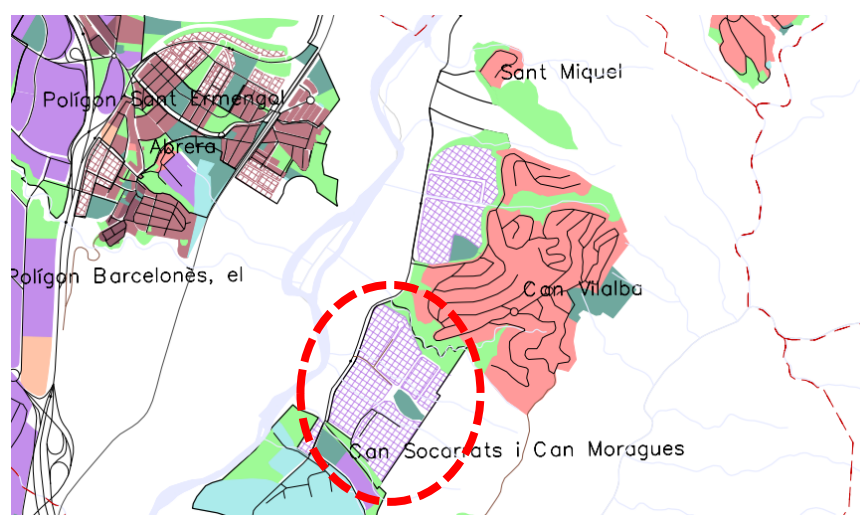 Sant Miquel
Polígon Sant Ermengol
Abrera
Polígon Barcelonès, el
Can Vilalba
Can Socarrats i Can Moragues